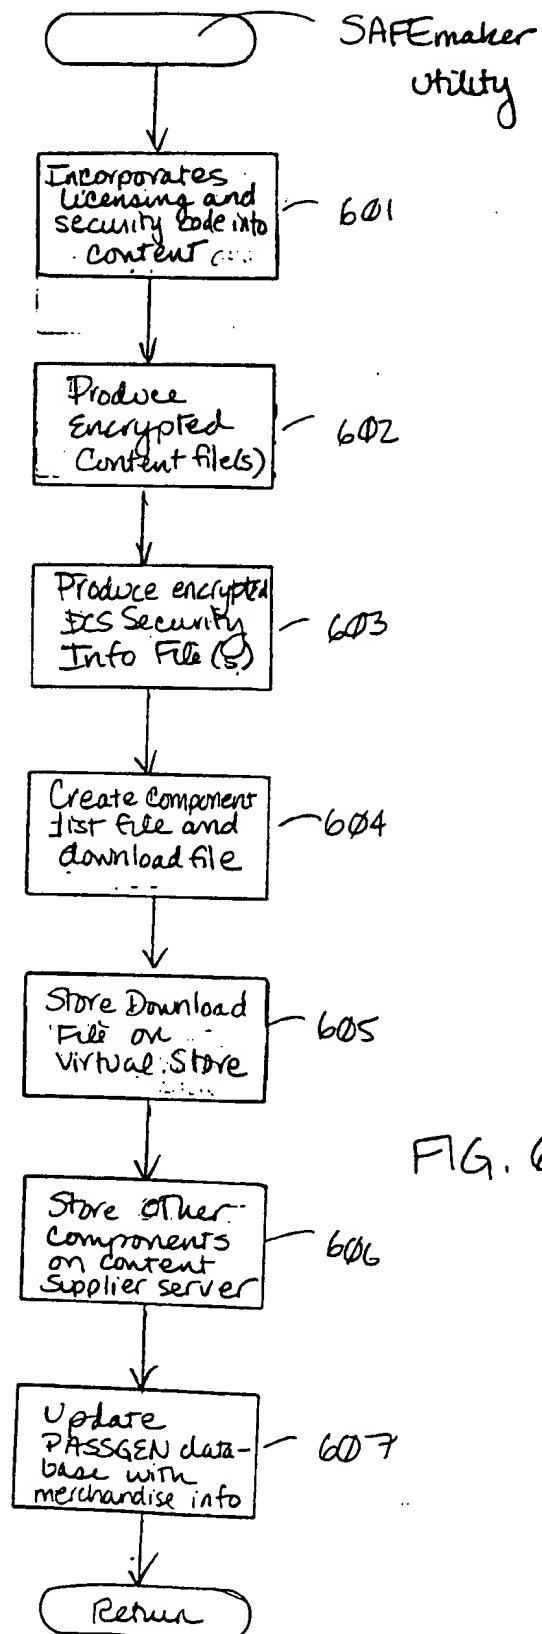 SAFEmaker
utility
Incorporates
licensing and
security code into
content
601
Produce
Encrypted
Content file(s)
602
Produce encrypted
DCS Security
Info File(s)
603
Create component
list file and
download file
604
Store Download
File on
Virtual Store
605
FIG. 6
Store other
components
on content
supplier server
606
Update
PASSGEN data-
base with
merchandise info
607
Return